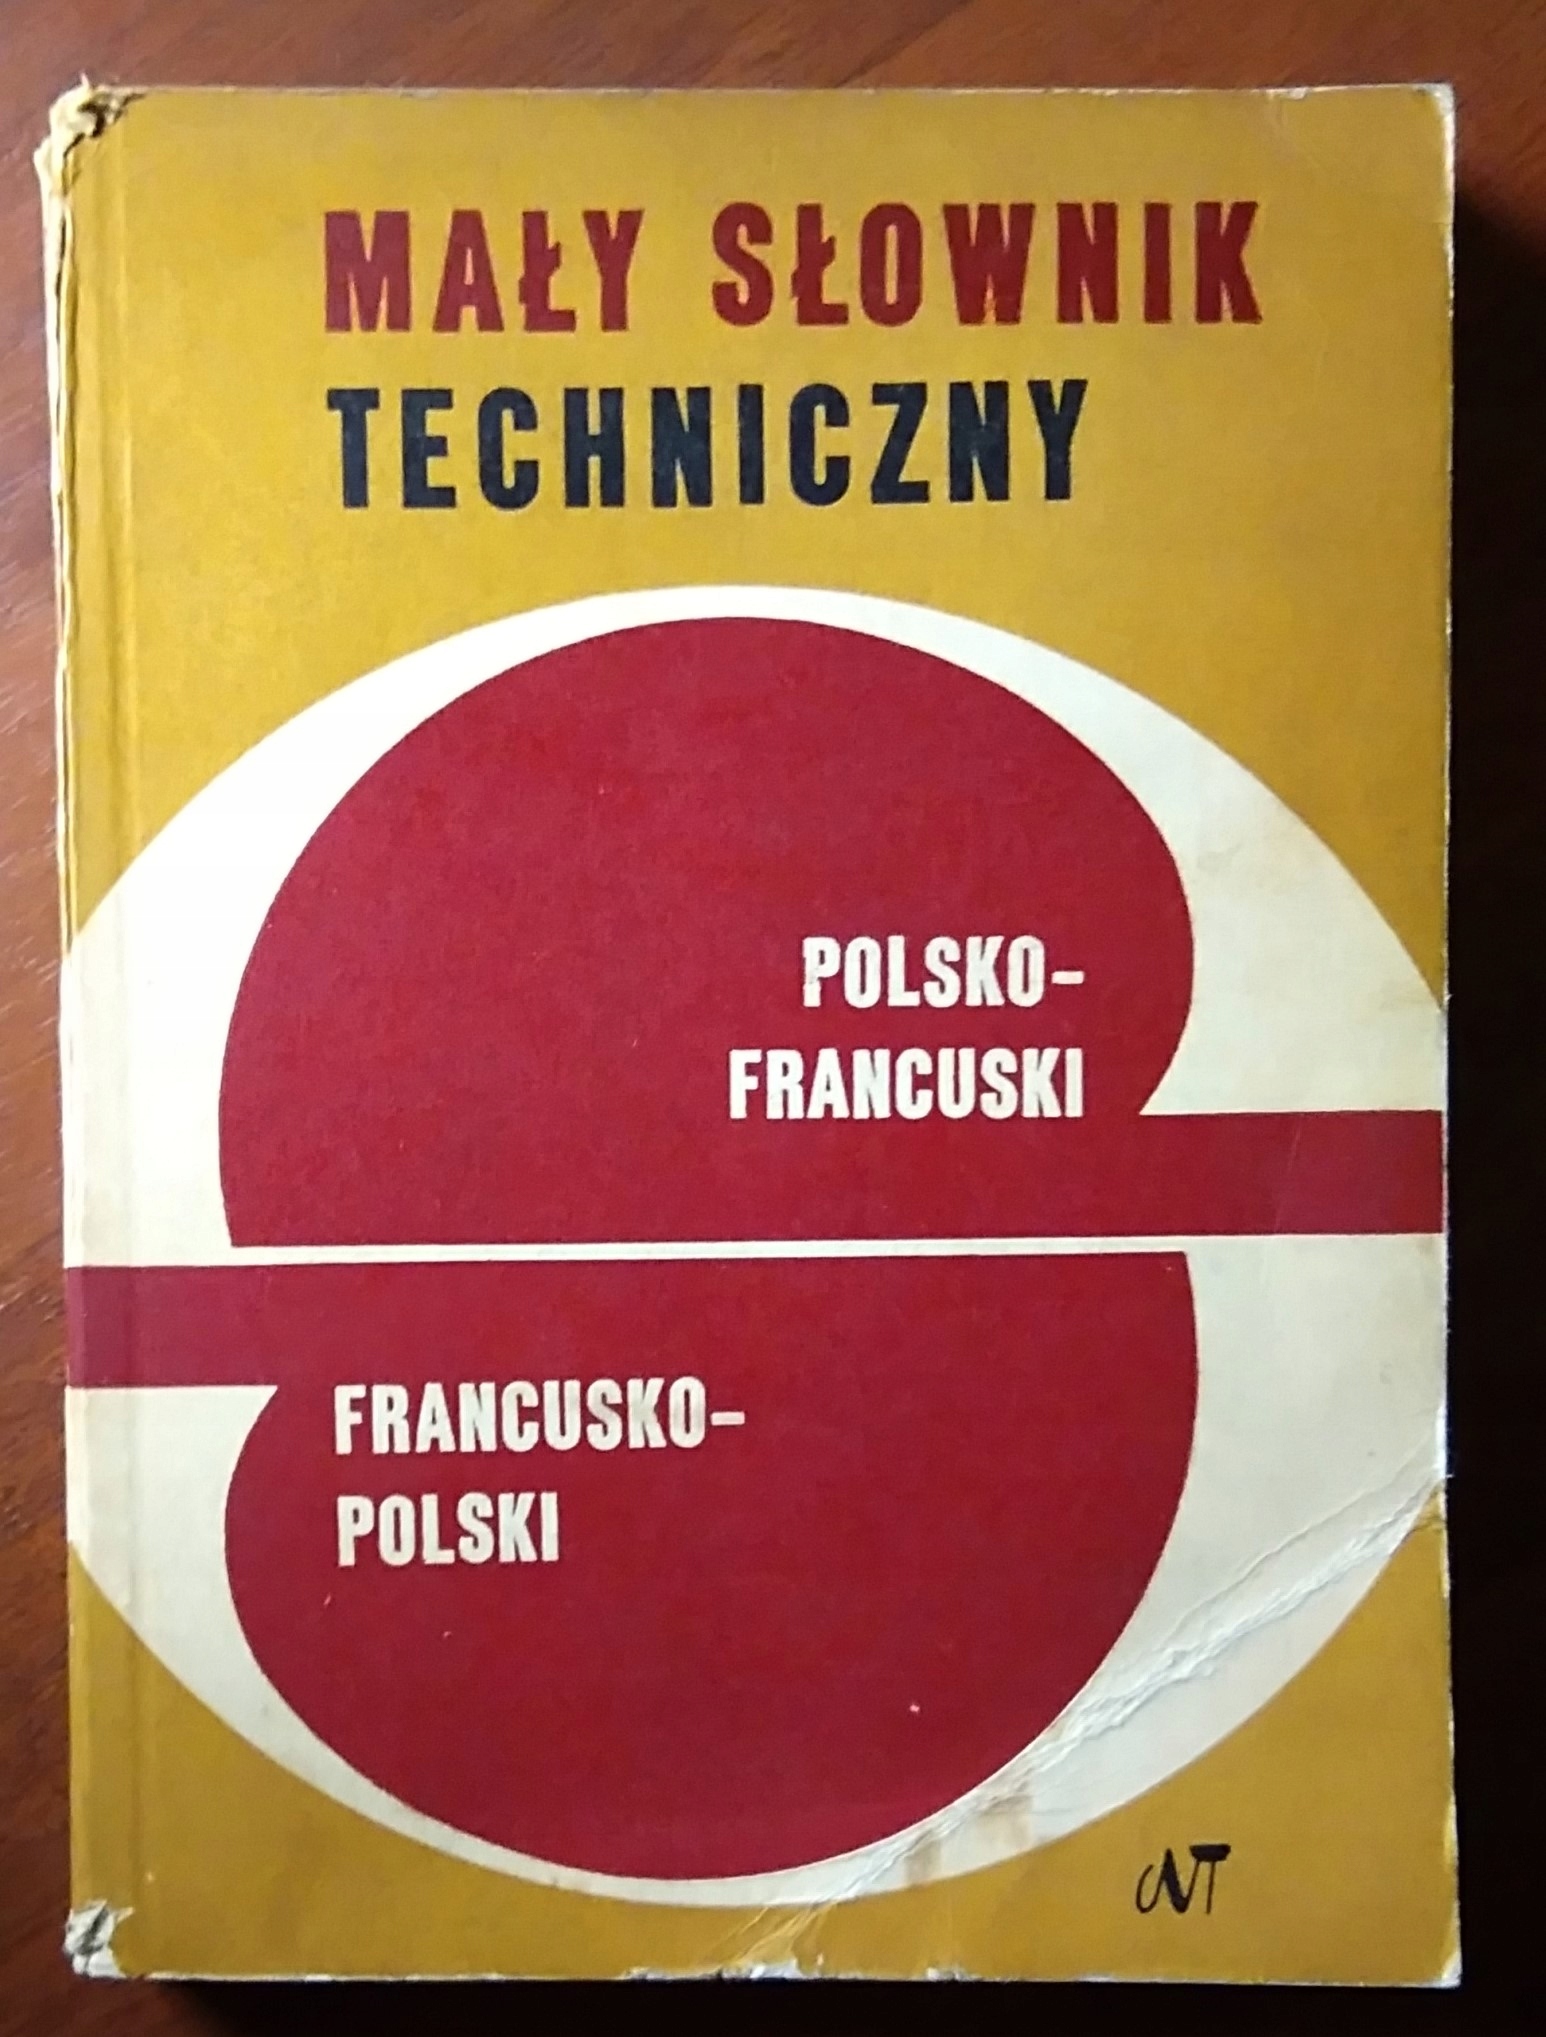 MAŁY SŁOWNIK
TECHNICZNY
POLSKO-
FRANCUSKI
FRANCUSKO-
POLSKI
WNT